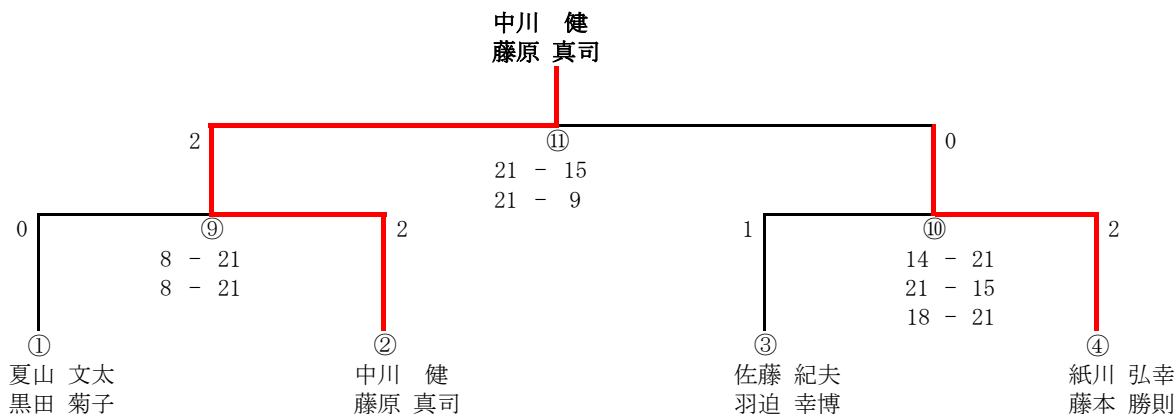 中川　健
藤原 真司
2
⑪
0
21 － 15
21 － 9
0
⑨
2
1
⑩
2
8 － 21
8 － 21
14 － 21
21 － 15
18 － 21
①
夏山 文太
黒田 菊子
②
中川　健
藤原 真司
③
佐藤 紀夫
羽迫 幸博
④
紙川 弘幸
藤本 勝則